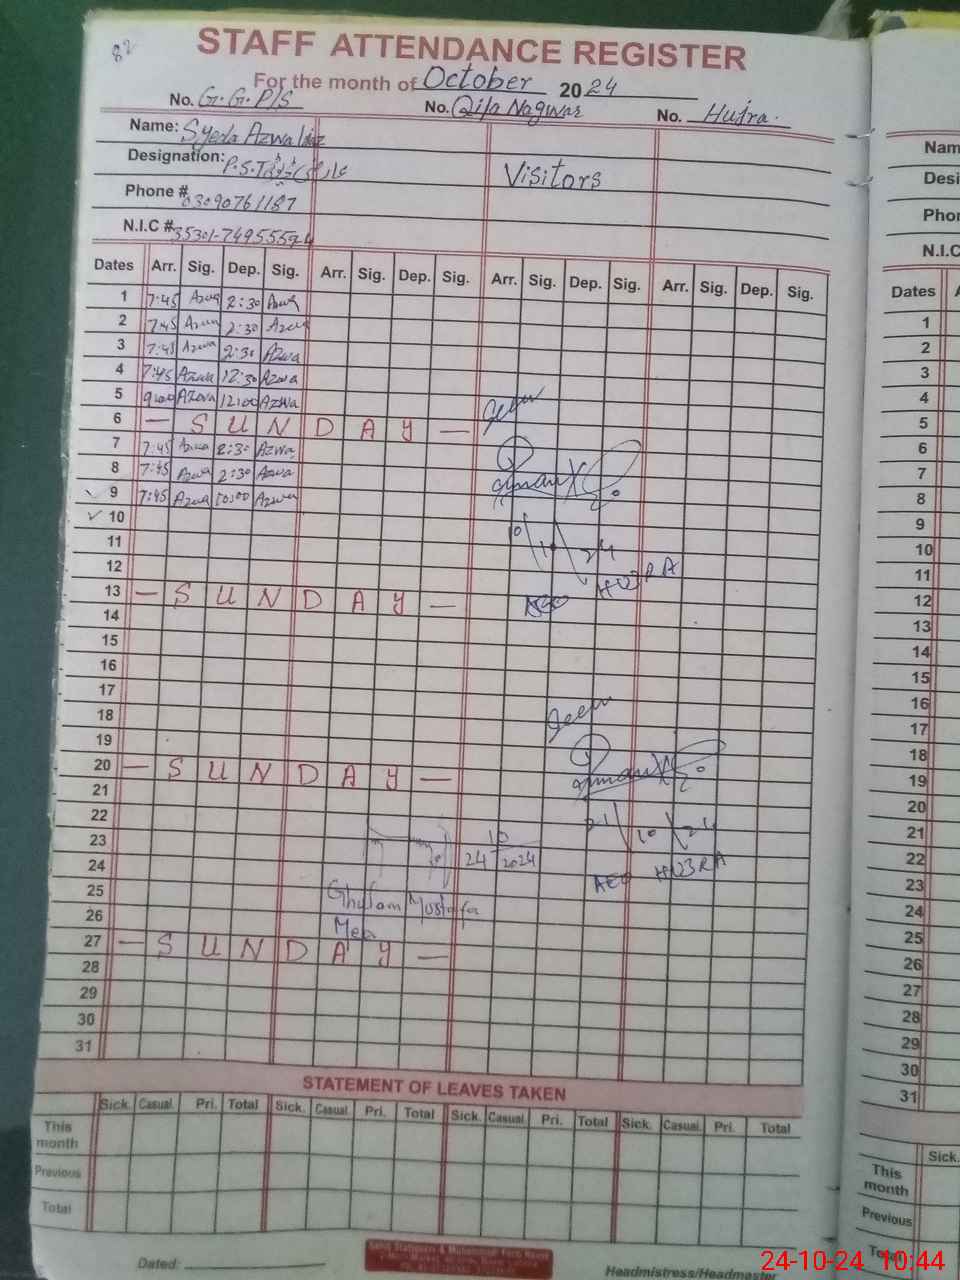 82
STAFF ATTENDANCE REGISTER
For the month of October 2024
No. G.G.P/S No. Qila Nagwar No. Hujra.
Name: Syeda Azwa
Designation: P.S.T Visitors
Phone # 03090761187
N.I.C #
Dates Arr. Sig. Dep. Sig. Arr. Sig. Dep. Sig. Arr. Sig. Dep. Sig. Arr. Sig. Dep. Sig.
1 7:45 Azwa 2:30 Azwa
2 7:45 Azwa 2:30 Azwa
3 7:45 Azwa 2:30 Azwa
4 7:45 Azwa 12:30 Azwa
5 9:00 Azwa 12:00 Azwa
6 — S U N D A Y —
7 7:45 Azwa 2:30 Azwa
8 7:45 Azwa 2:30 Azwa
9 7:45 Azwa 10:00 Azwa
10 10/10/24
11
12 AEO HUJRA
13 — S U N D A Y —
14
15
16
17
18
19
20 — S U N D A Y —
21
22 21/10/24
23 24/10/2024
24 AEO HUJRA
25 Ghulam Mustafa
26 Mea
27 — S U N D A Y —
28
29
30
31
STATEMENT OF LEAVES TAKEN
Sick. Casual. Pri. Total Sick. Casual. Pri. Total Sick. Casual. Pri. Total Sick. Casual. Pri. Total
This month
Previous
Total
Dated:
Headmistress/Headmaster
Nam
Desi
Phor
N.I.C
Dates A
1
2
3
4
5
6
7
8
9
10
11
12
13
14
15
16
17
18
19
20
21
22
23
24
25
26
27
28
29
30
31
Sick.
This month
Previous
Total
24-10-24 10:44